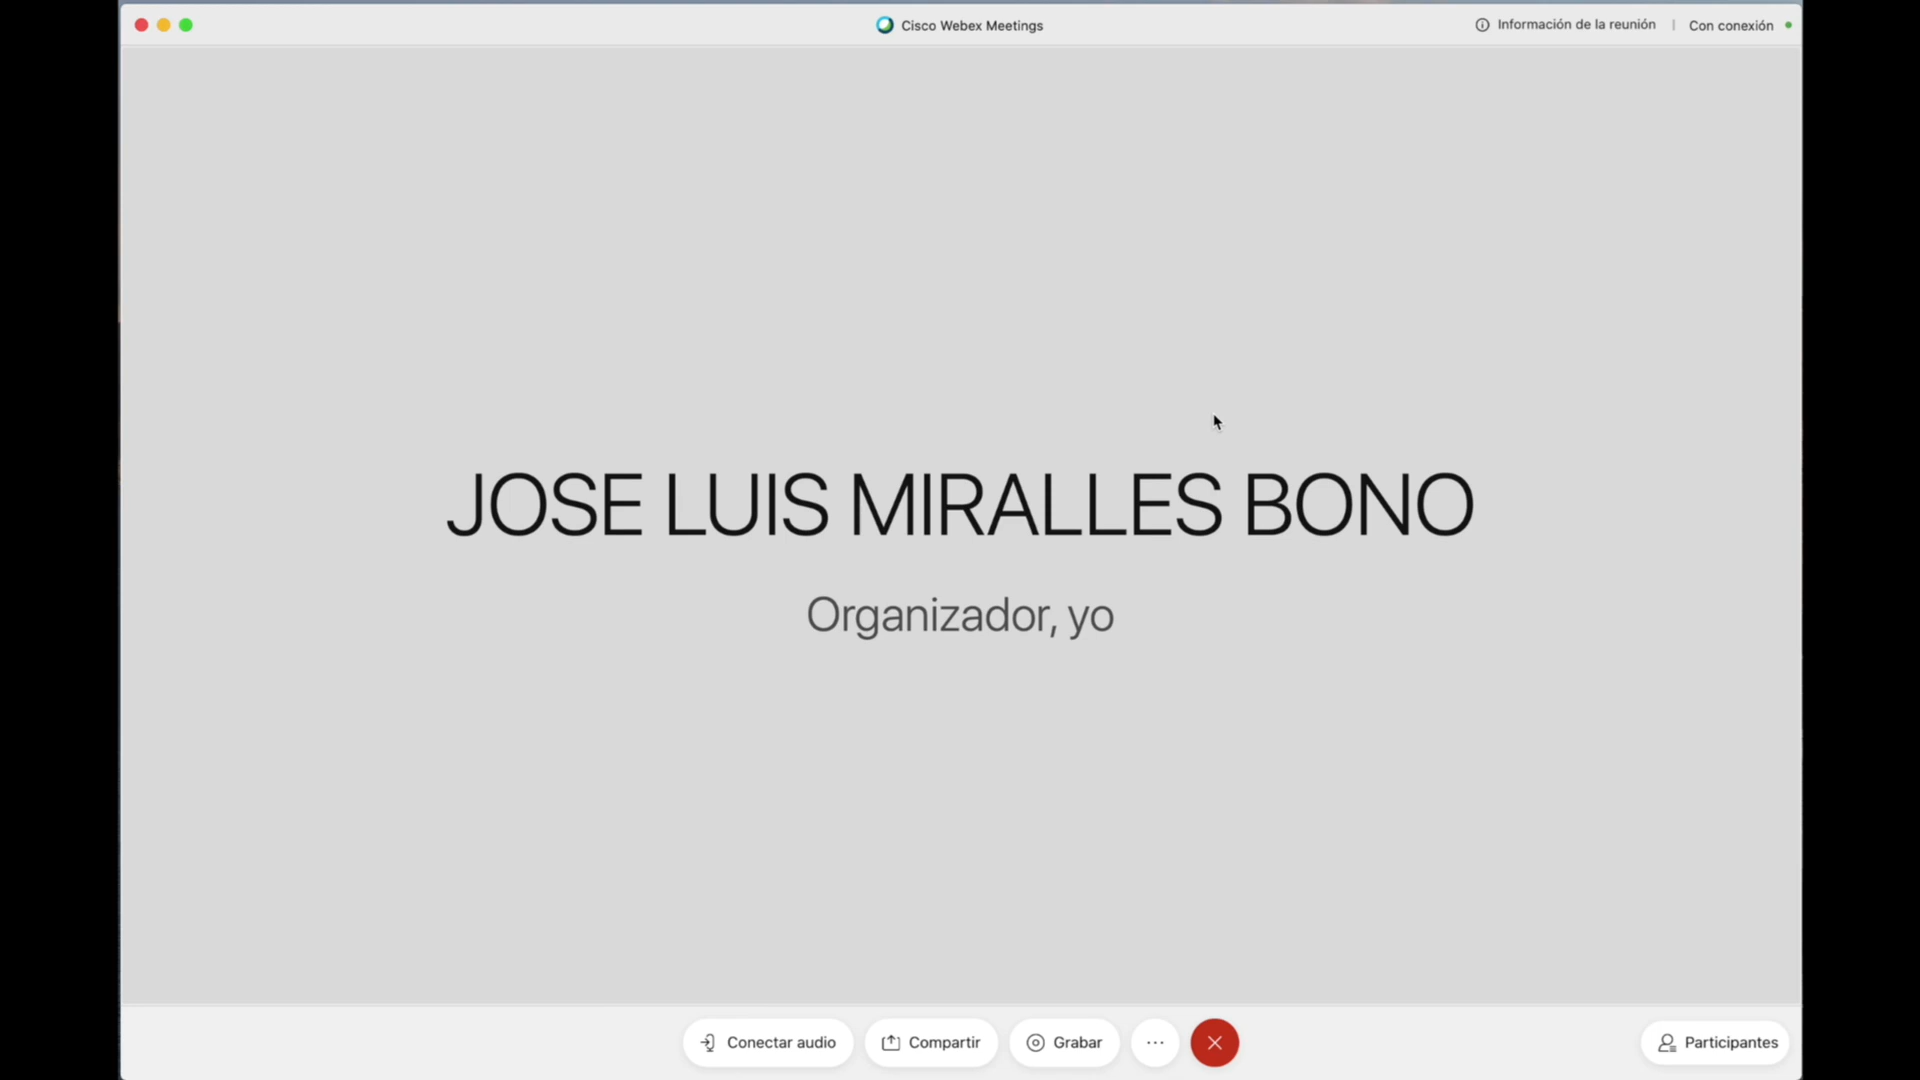 Cisco Webex Meetings
Información de la reunión | Con conexión
JOSE LUIS MIRALLES BONO
Organizador, yo
Conectar audio
Compartir
Grabar
Participantes